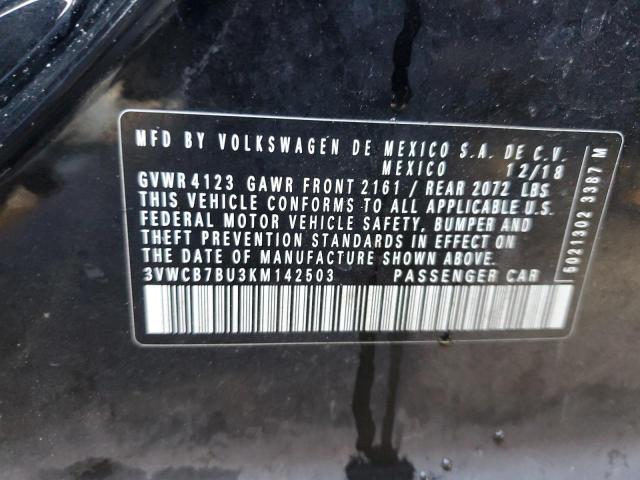 MFD BY VOLKSWAGEN DE MEXICO S.A. DE C.V.
MEXICO 12/18
GVWR 4123 GAWR FRONT 2161 / REAR 2072 LBS
THIS VEHICLE CONFORMS TO ALL APPLICABLE U.S.
FEDERAL MOTOR VEHICLE SAFETY, BUMPER AND
THEFT PREVENTION STANDARDS IN EFFECT ON
THE DATE OF MANUFACTURE SHOWN ABOVE.
3VWCB7BU3KM142503 PASSENGER CAR
6021302 3387 M